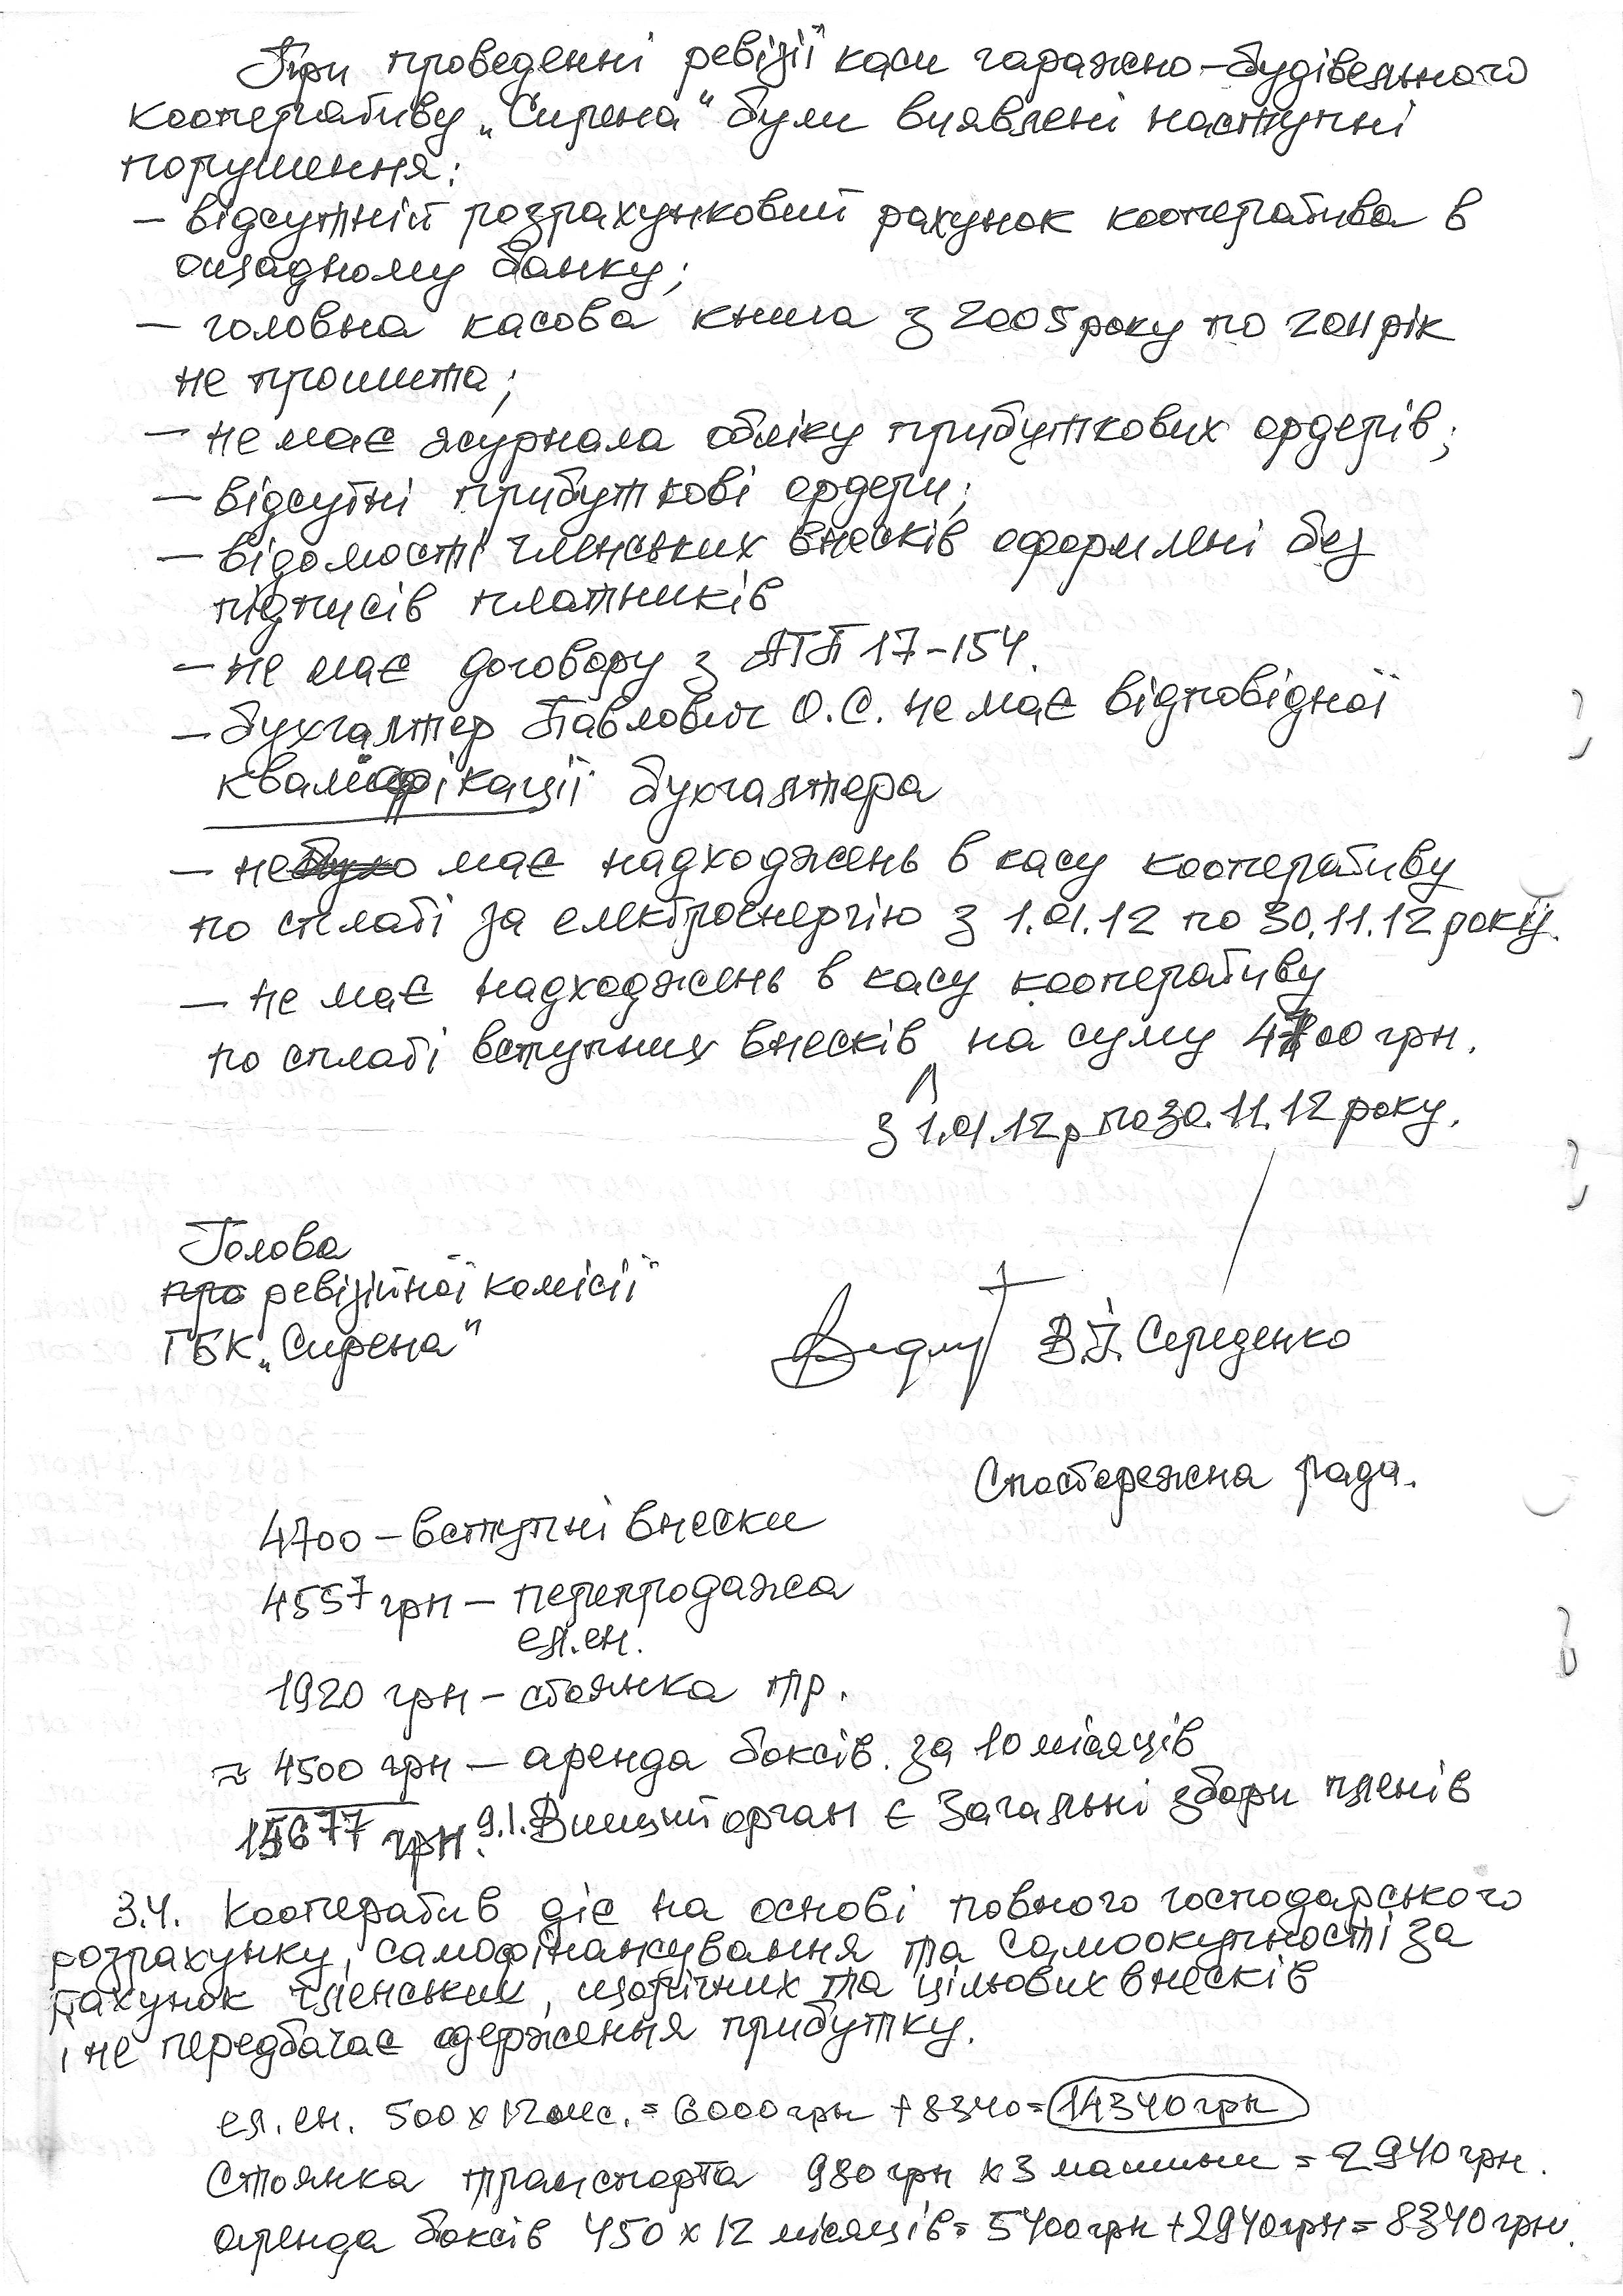 При проведенні ревізії каси гаражно-будівельного
кооперативу „Сирена" були виявлені наступні
порушення:
– відсутній розрахунковий рахунок кооператива в
ощадному банку;
– головна касова книга з 2005 року по 2011 рік
не прошита;
– не має журнала обліку прибуткових ордерів;
– відсутні прибуткові ордери;
– відомості членських внесків оформлені без
підписів платників
– не має договору з АТП 17-154.
– бухгалтер Павлович О.С. не має відповідної
кваліфікації бухгалтера
– не було має надходжень в касу кооперативу
по сплаті за електроенергію з 1.01.12 по 30.11.12 року.
– не має надходжень в касу кооперативу
по сплаті вступних внесків на суму 4700 грн.
з 1.01.12р по 30.11.12 року.
Голова
про ревізійної комісії
ГБК „Сирена"
В.І. Середенко
Спостережна рада.
4700 – вступні внески
4557 грн – перепродажа
ел.ен.
1920 грн – стоянка тр.
≈ 4500 грн – аренда боксів за 10 місяців
15677 грн. 9.1. Вищий орган є Загальні збори членів
3.4. Кооператив діє на основі повного господарського
розрахунку, самофінансування та самоокупності за
рахунок членських, щорічних та цільових внесків
і не передбачає одерження прибутку.
ел.ен. 500 х 12 мес. = 6000 грн + 8340 = 14340 грн
Стоянка транспорта 980 грн х 3 машины = 2940 грн.
аренда боксів 450 х 12 місяців = 5400 грн + 2940 грн = 8340 грн.